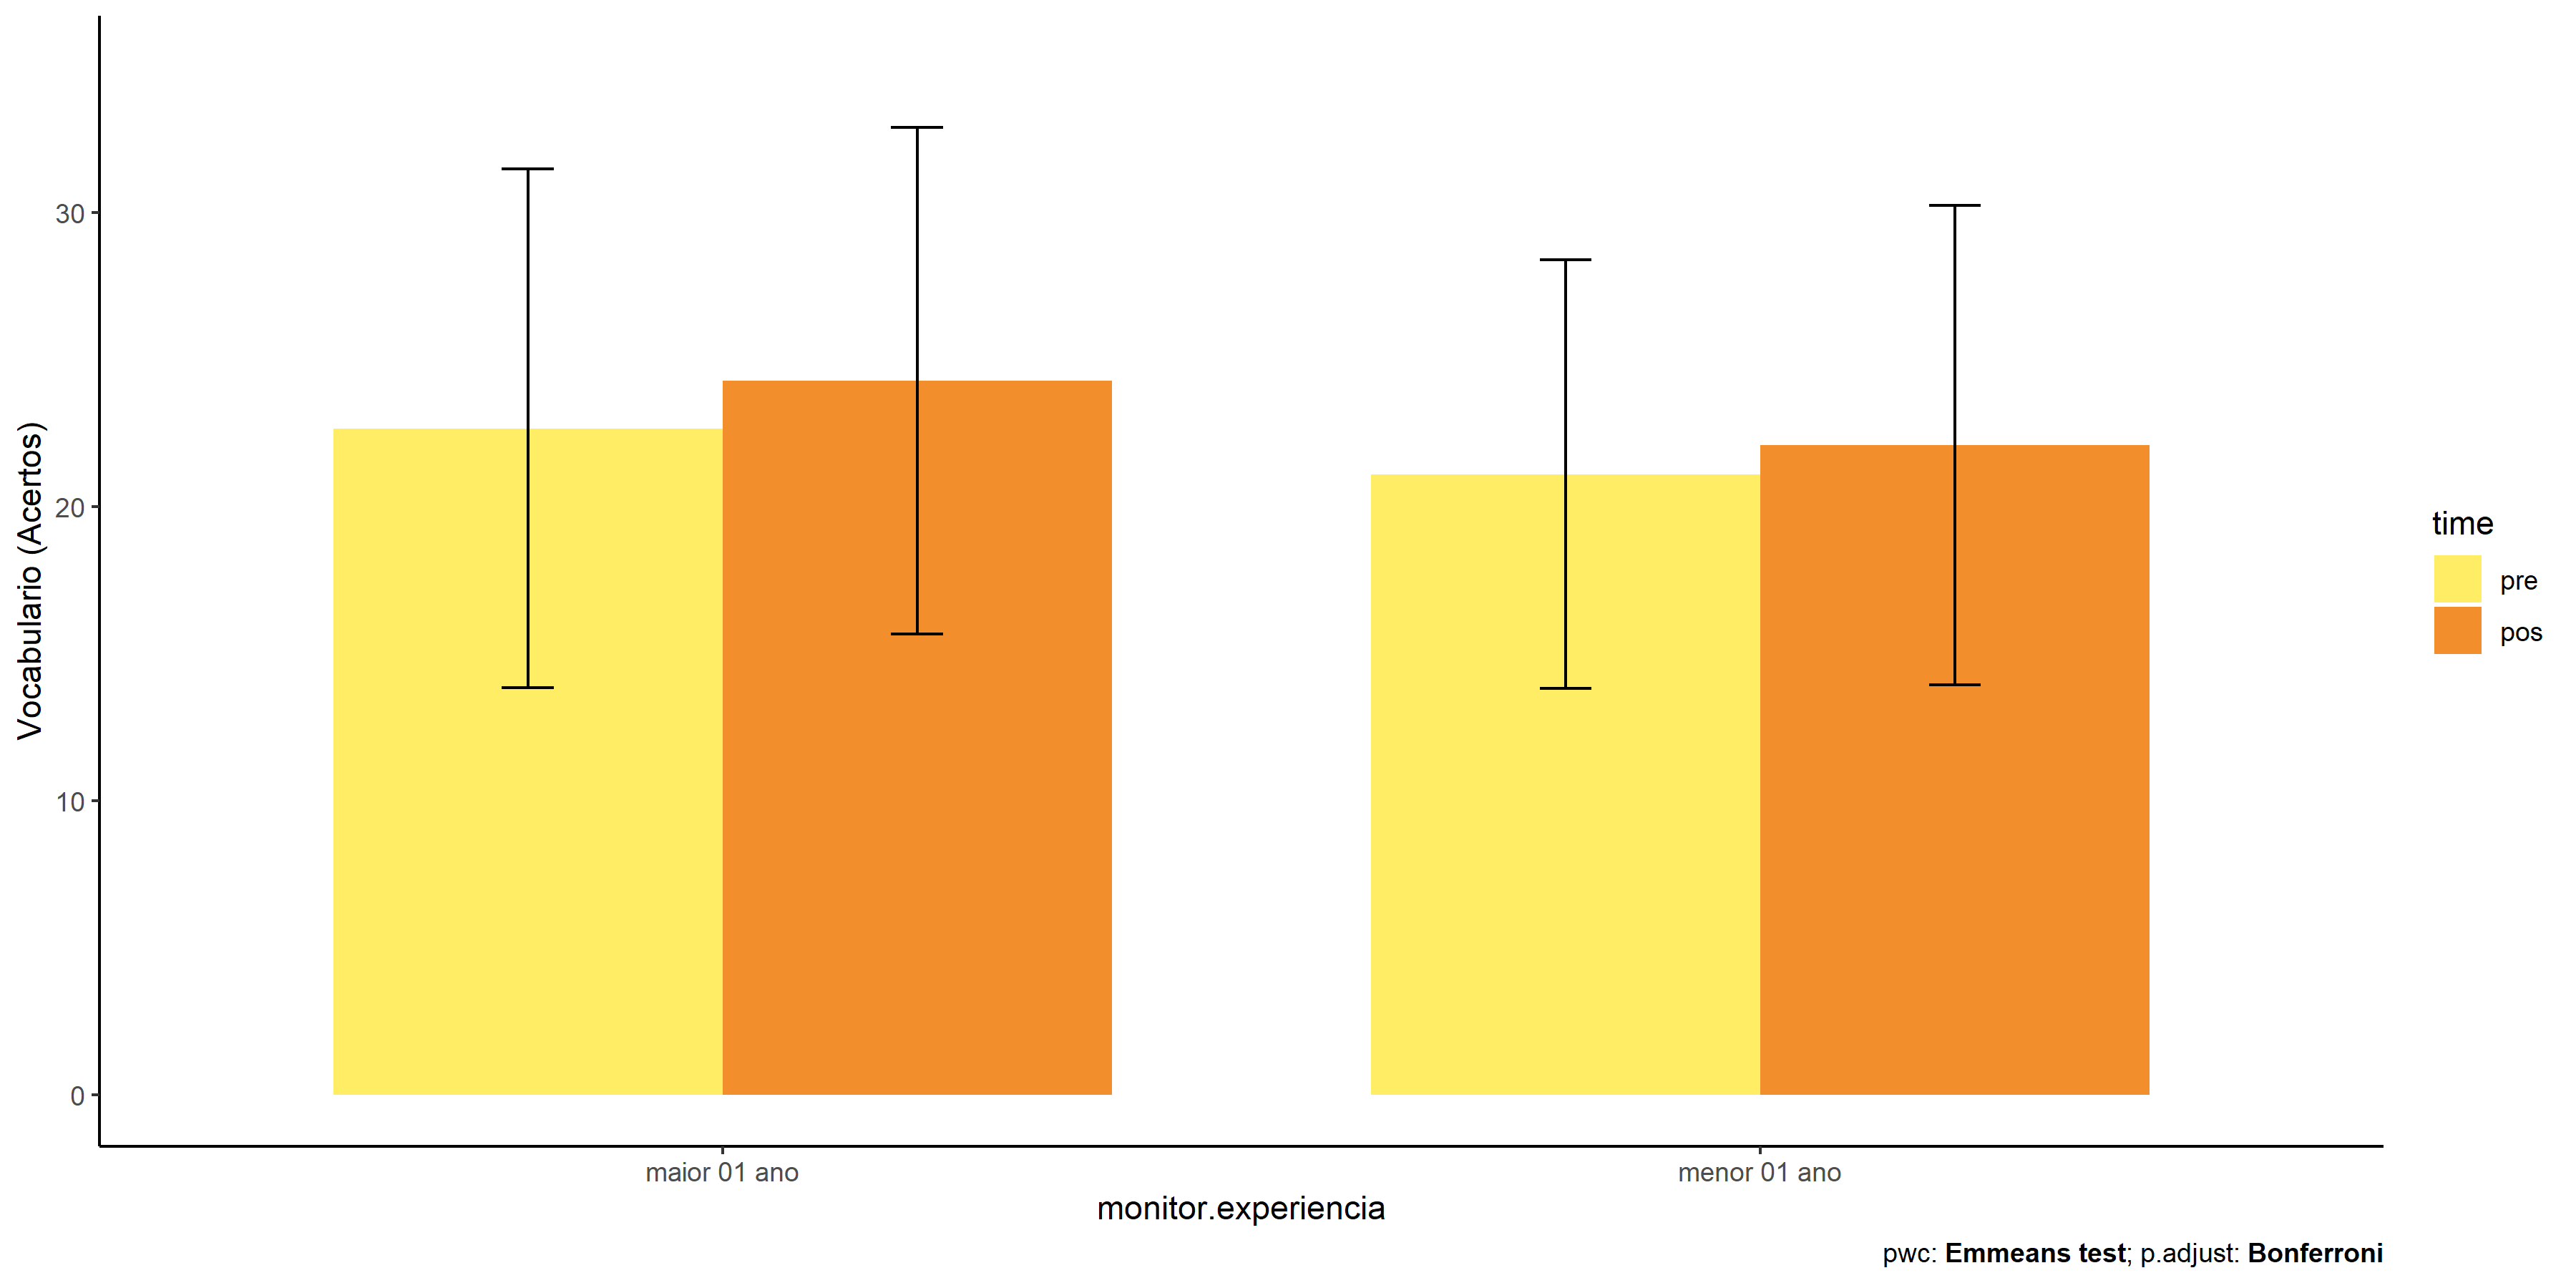 Vocabulario (Acertos)
30
20
10
0
maior 01 ano
menor 01 ano
monitor.experiencia
time
pre
pos
pwc: Emmeans test; p.adjust: Bonferroni